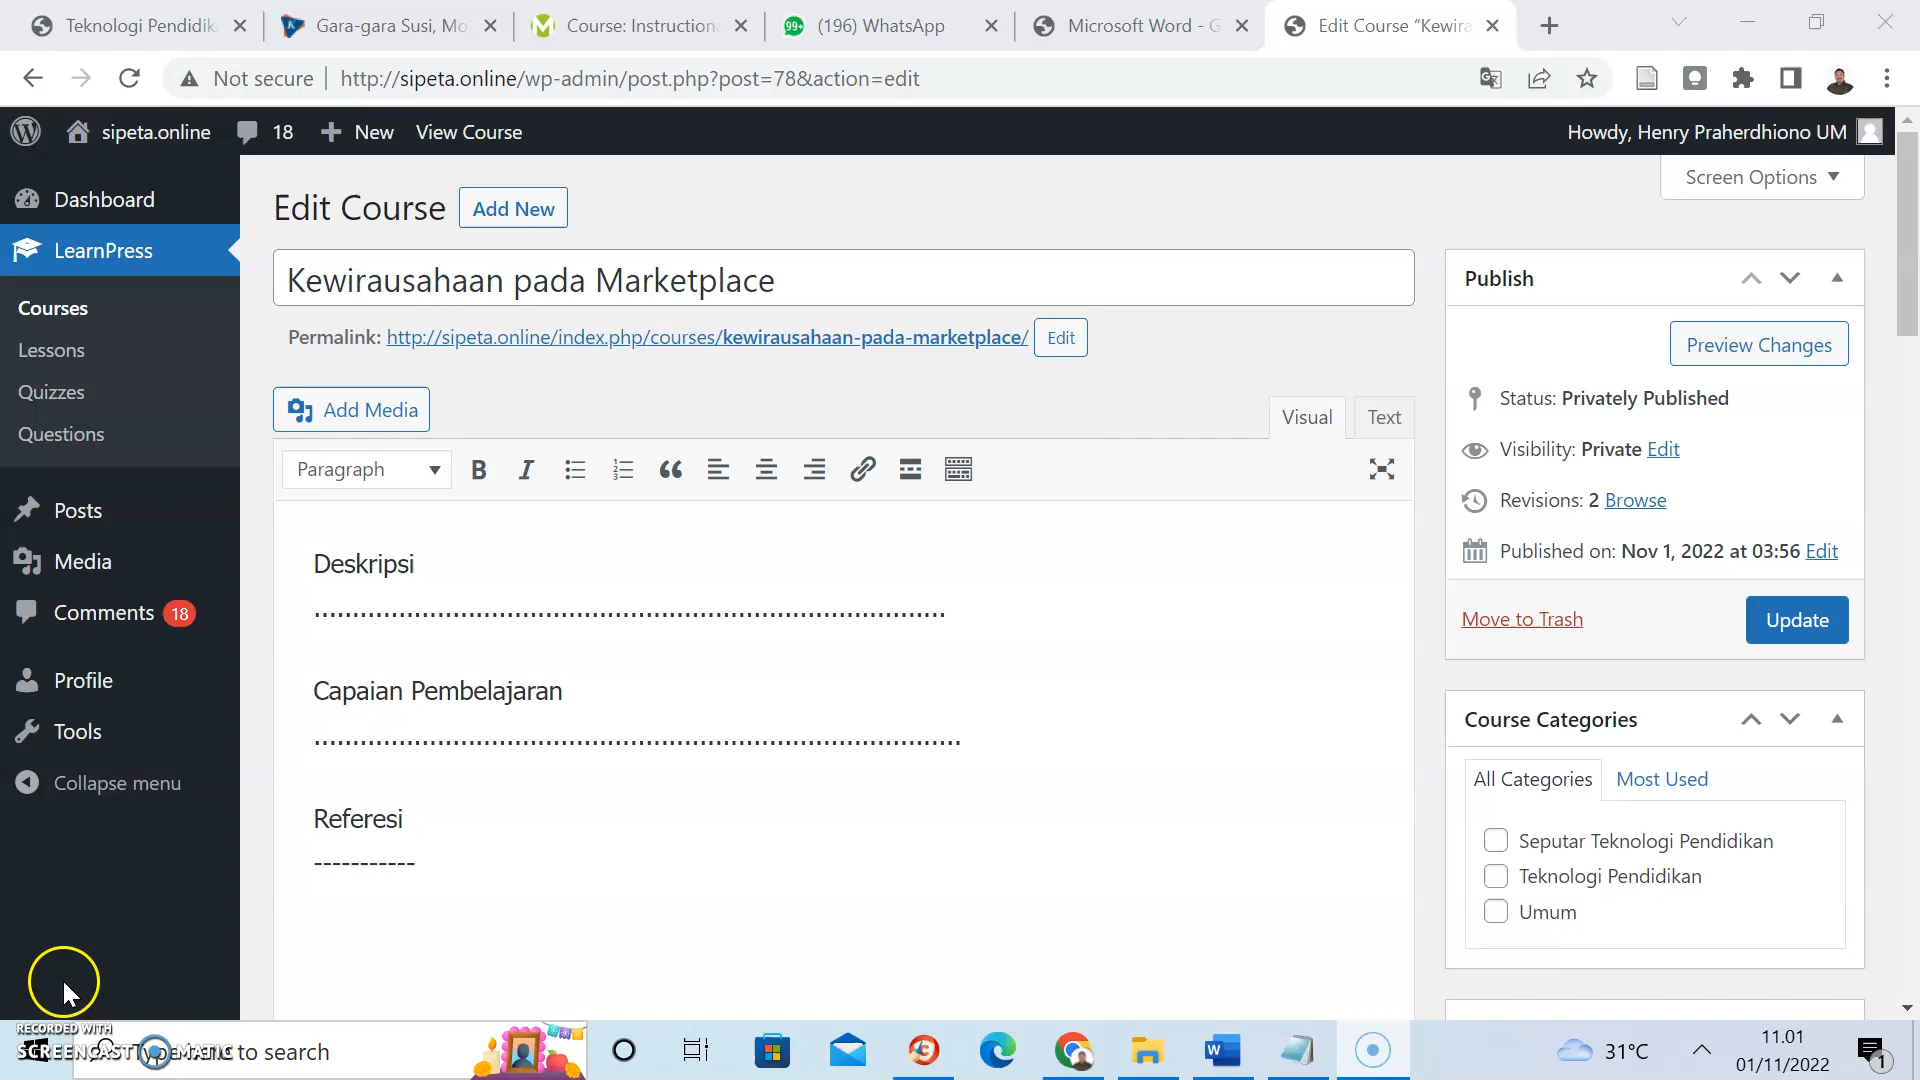 Teknologi Pendidik
Gara-gara Susi, Mo
Course: Instructiona
99+
(196) WhatsApp
Microsoft Word - G
Edit Course “Kewira
Not secure
http://sipeta.online/wp-admin/post.php?post=78&action=edit
sipeta.online
18
New
View Course
Howdy, Henry Praherdhiono UM
Screen Options
Dashboard
LearnPress
Courses
Lessons
Quizzes
Questions
Posts
Media
Comments 18
Profile
Tools
Collapse menu
Edit Course
Add New
Kewirausahaan pada Marketplace
Permalink: http://sipeta.online/index.php/courses/kewirausahaan-pada-marketplace/
Edit
Add Media
Visual
Text
Paragraph
Deskripsi
..................................................................................
Capaian Pembelajaran
....................................................................................
Referesi
-----------
Publish
Preview Changes
Status: Privately Published
Visibility: Private Edit
Revisions: 2 Browse
Published on: Nov 1, 2022 at 03:56 Edit
Move to Trash
Update
Course Categories
All Categories
Most Used
Seputar Teknologi Pendidikan
Teknologi Pendidikan
Umum
RECORDED WITH
SCREENCAST MATIC
Type here to search
31°C
11.01
01/11/2022
1